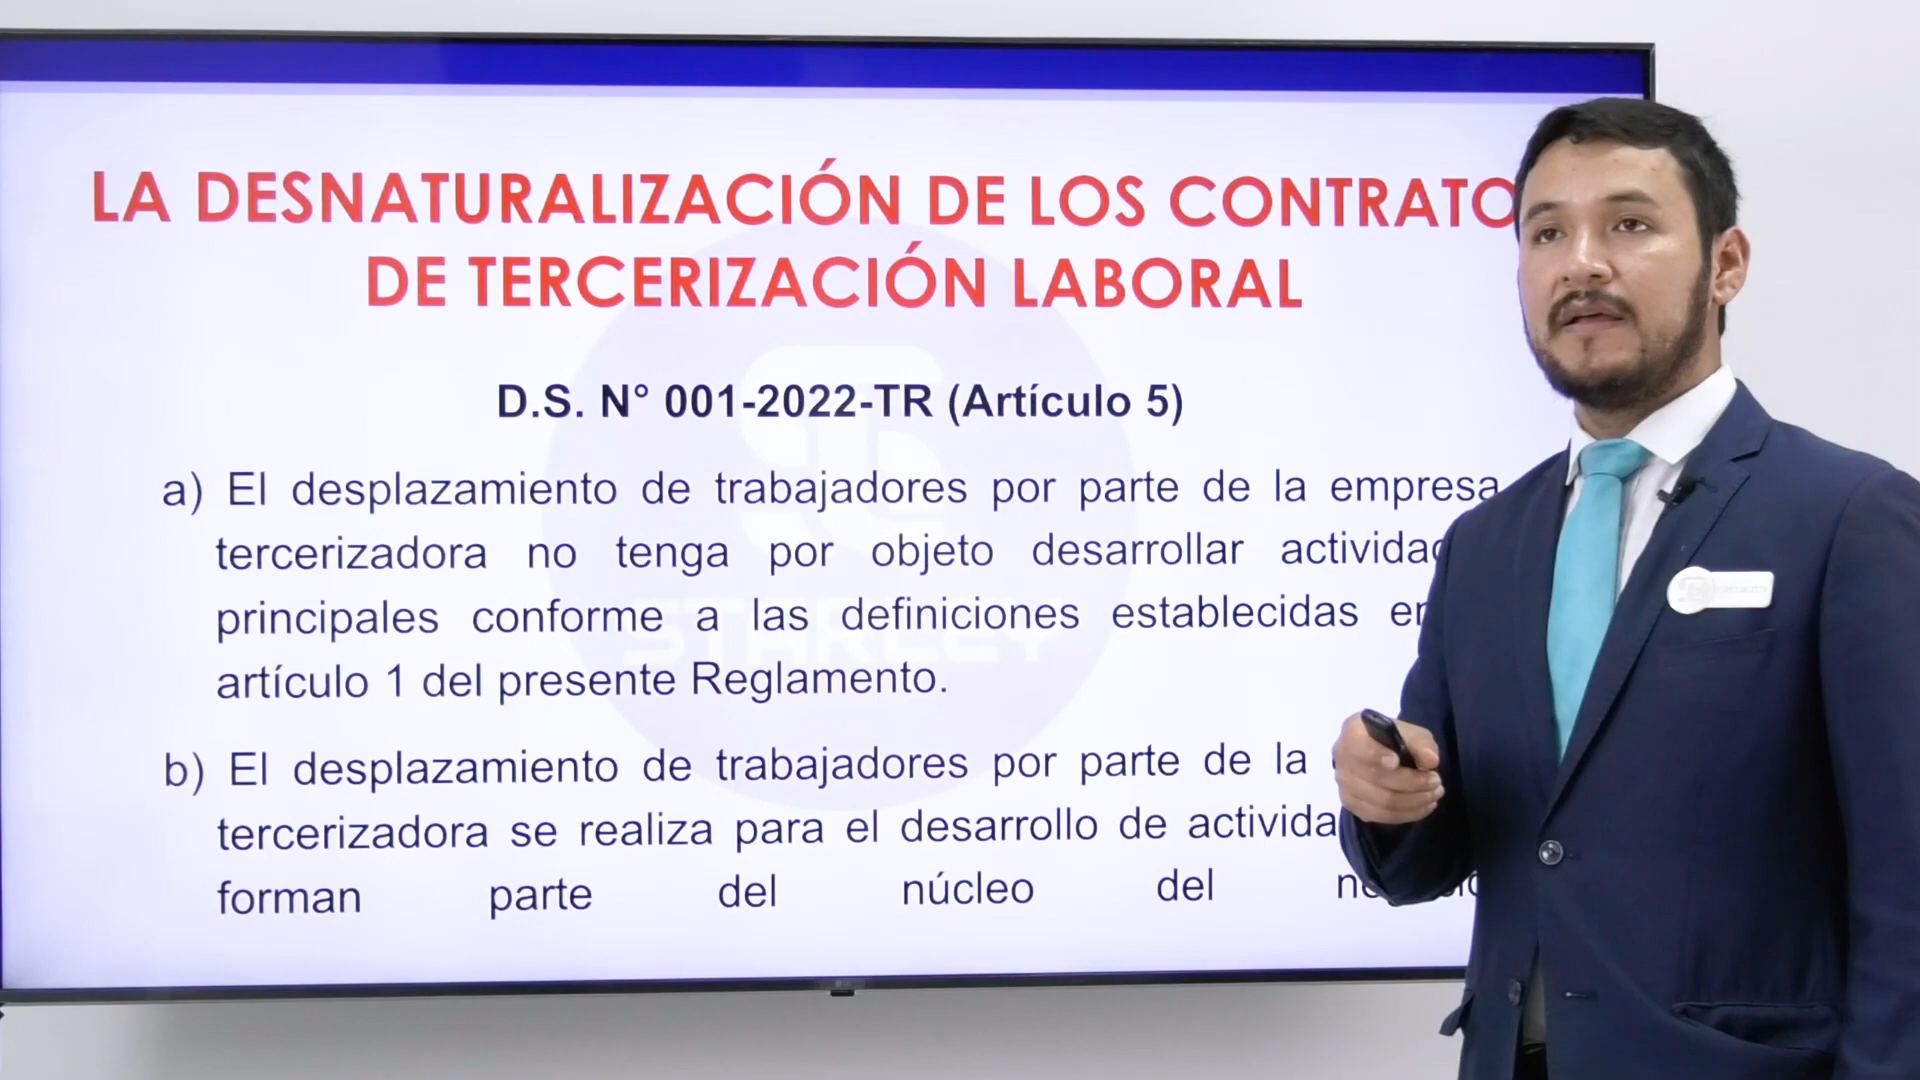 LA DESNATURALIZACIÓN DE LOS CONTRATO
DE TERCERIZACIÓN LABORAL
D.S. N° 001-2022-TR (Artículo 5)
a) El desplazamiento de trabajadores por parte de la empresa
tercerizadora no tenga por objeto desarrollar activida
principales conforme a las definiciones establecidas en
artículo 1 del presente Reglamento.
b) El desplazamiento de trabajadores por parte de la
tercerizadora se realiza para el desarrollo de activida
forman parte del núcleo del
STARLEY